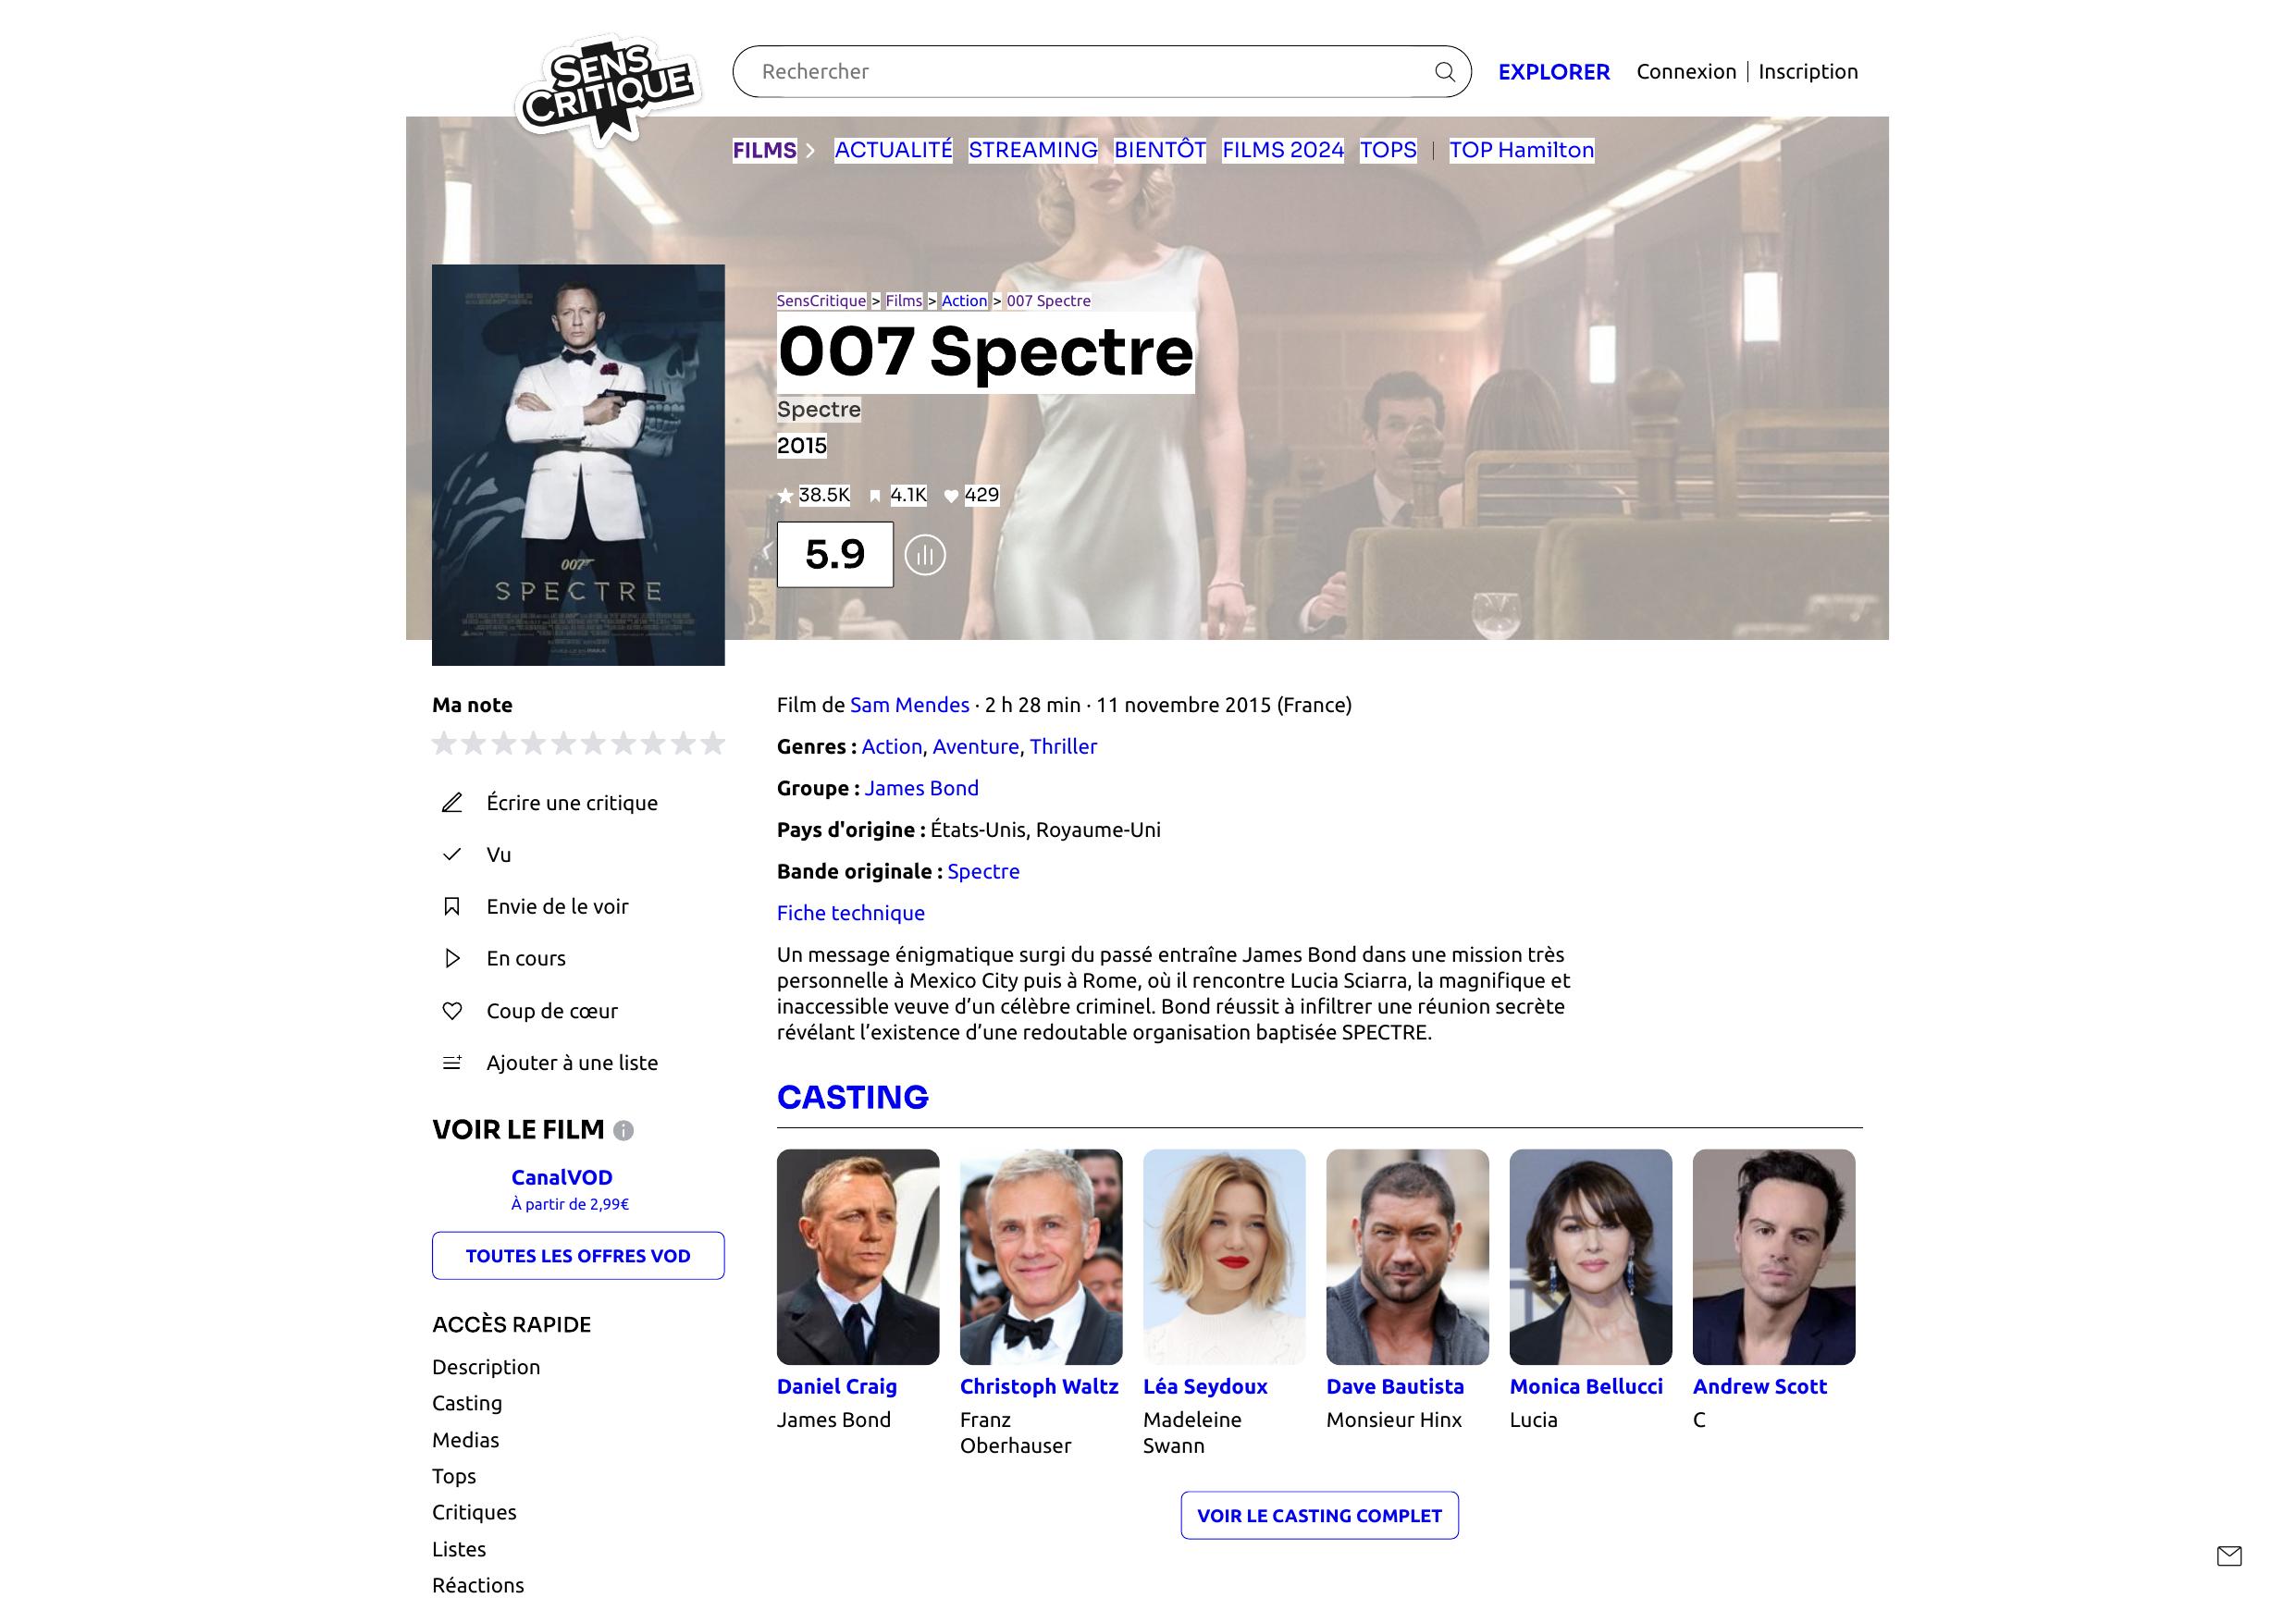 SENS
CRITIQUE
Rechercher
EXPLORER
Connexion | Inscription
FILMS
ACTUALITÉ
STREAMING
BIENTÔT
FILMS 2024
TOPS
|
TOP Hamilton
SensCritique > Films > Action > 007 Spectre
007 Spectre
Spectre
2015
38.5K
4.1K
429
5.9
007
SPECTRE
Ma note
Écrire une critique
Vu
Envie de le voir
En cours
Coup de cœur
Ajouter à une liste
VOIR LE FILM
CanalVOD
À partir de 2,99€
TOUTES LES OFFRES VOD
ACCÈS RAPIDE
Description
Casting
Medias
Tops
Critiques
Listes
Réactions
Film de Sam Mendes · 2 h 28 min · 11 novembre 2015 (France)
Genres : Action, Aventure, Thriller
Groupe : James Bond
Pays d'origine : États-Unis, Royaume-Uni
Bande originale : Spectre
Fiche technique
Un message énigmatique surgi du passé entraîne James Bond dans une mission très
personnelle à Mexico City puis à Rome, où il rencontre Lucia Sciarra, la magnifique et
inaccessible veuve d’un célèbre criminel. Bond réussit à infiltrer une réunion secrète
révélant l’existence d’une redoutable organisation baptisée SPECTRE.
CASTING
Daniel Craig
James Bond
Christoph Waltz
Franz
Oberhauser
Léa Seydoux
Madeleine
Swann
Dave Bautista
Monsieur Hinx
Monica Bellucci
Lucia
Andrew Scott
C
VOIR LE CASTING COMPLET